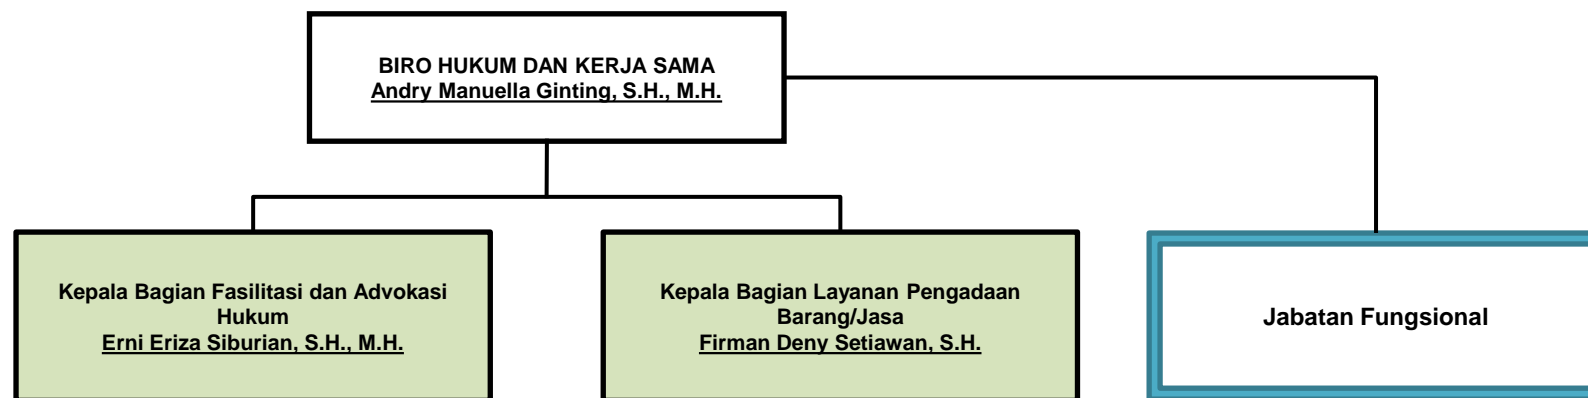 BIRO HUKUM DAN KERJA SAMA
Andry Manuella Ginting, S.H., M.H.
Kepala Bagian Fasilitasi dan Advokasi
Hukum
Erni Eriza Siburian, S.H., M.H.
Kepala Bagian Layanan Pengadaan
Barang/Jasa
Firman Deny Setiawan, S.H.
Jabatan Fungsional